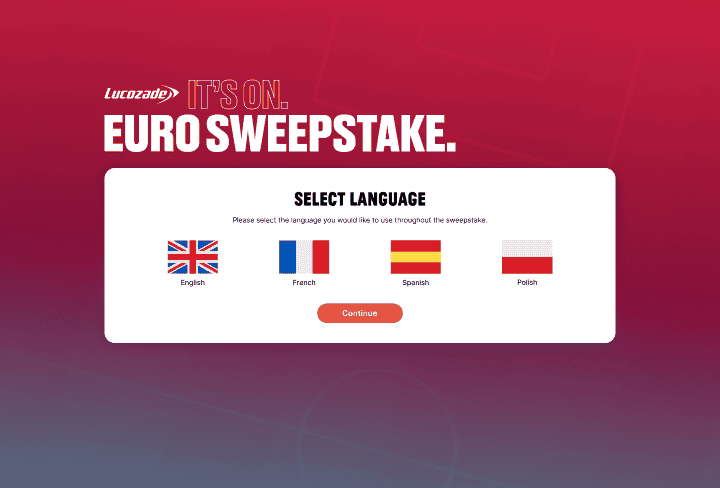 Lucozade IT'S ON.
EURO SWEEPSTAKE.
SELECT LANGUAGE
Please select the language you would like to use throughout the sweepstake.
English French Spanish Polish
Continue